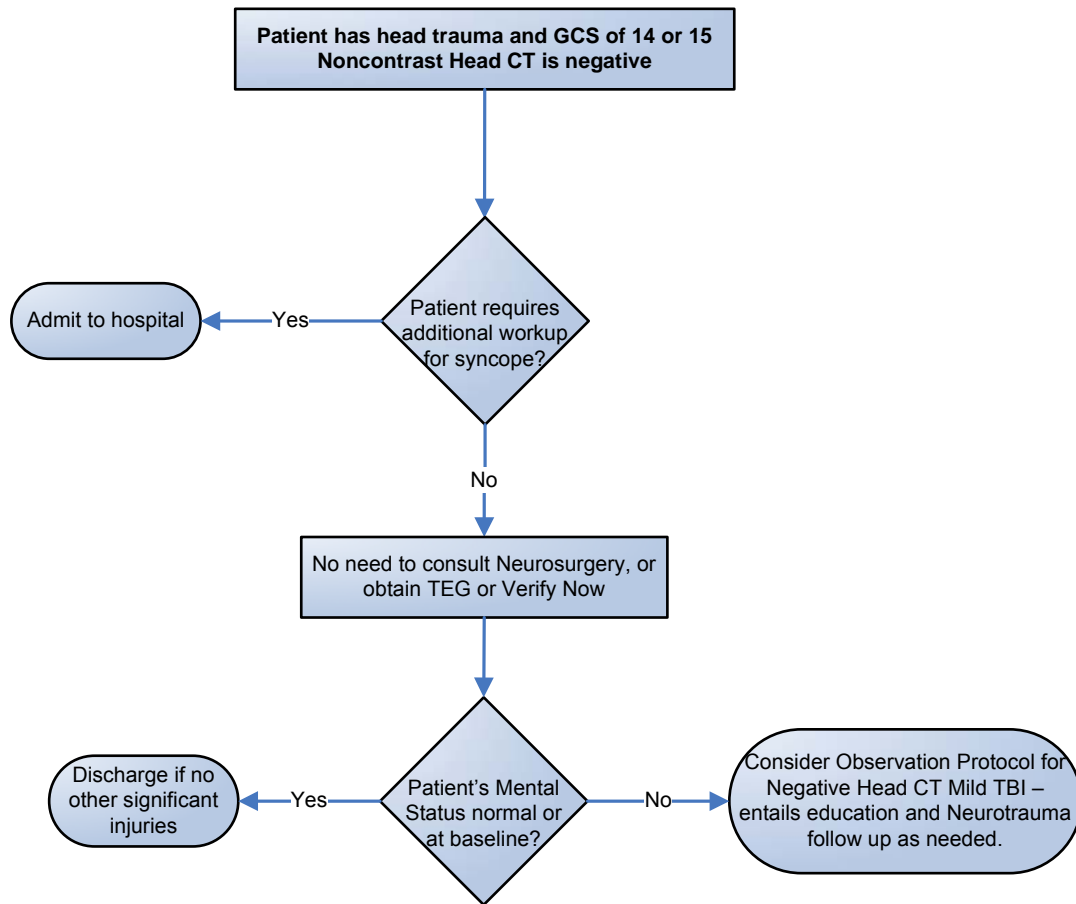 Patient has head trauma and GCS of 14 or 15
Noncontrast Head CT is negative
Patient requires
additional workup
for syncope?
Yes
Admit to hospital
No
No need to consult Neurosurgery, or
obtain TEG or Verify Now
Patient’s Mental
Status normal or
at baseline?
Yes
Discharge if no
other significant
injuries
No
Consider Observation Protocol for
Negative Head CT Mild TBI –
entails education and Neurotrauma
follow up as needed.